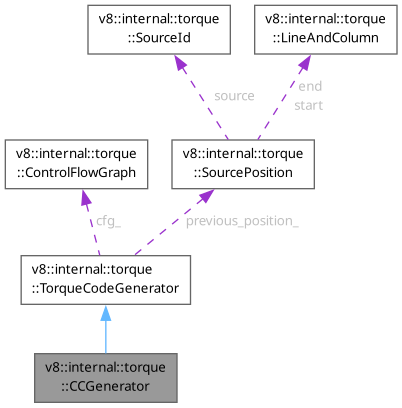 v8::internal::torque
::SourceId
v8::internal::torque
::LineAndColumn
source
end
start
v8::internal::torque
::ControlFlowGraph
v8::internal::torque
::SourcePosition
cfg_
previous_position_
v8::internal::torque
::TorqueCodeGenerator
v8::internal::torque
::CCGenerator